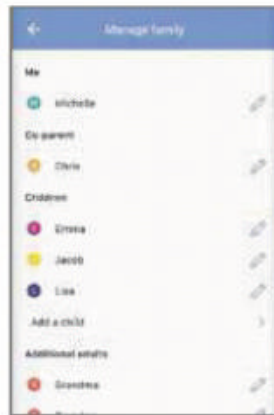 Manage family
Me
Michelle
Co-parent
Chris
Children
Emma
Jacob
Lisa
Add a child
Additional adults
Grandma